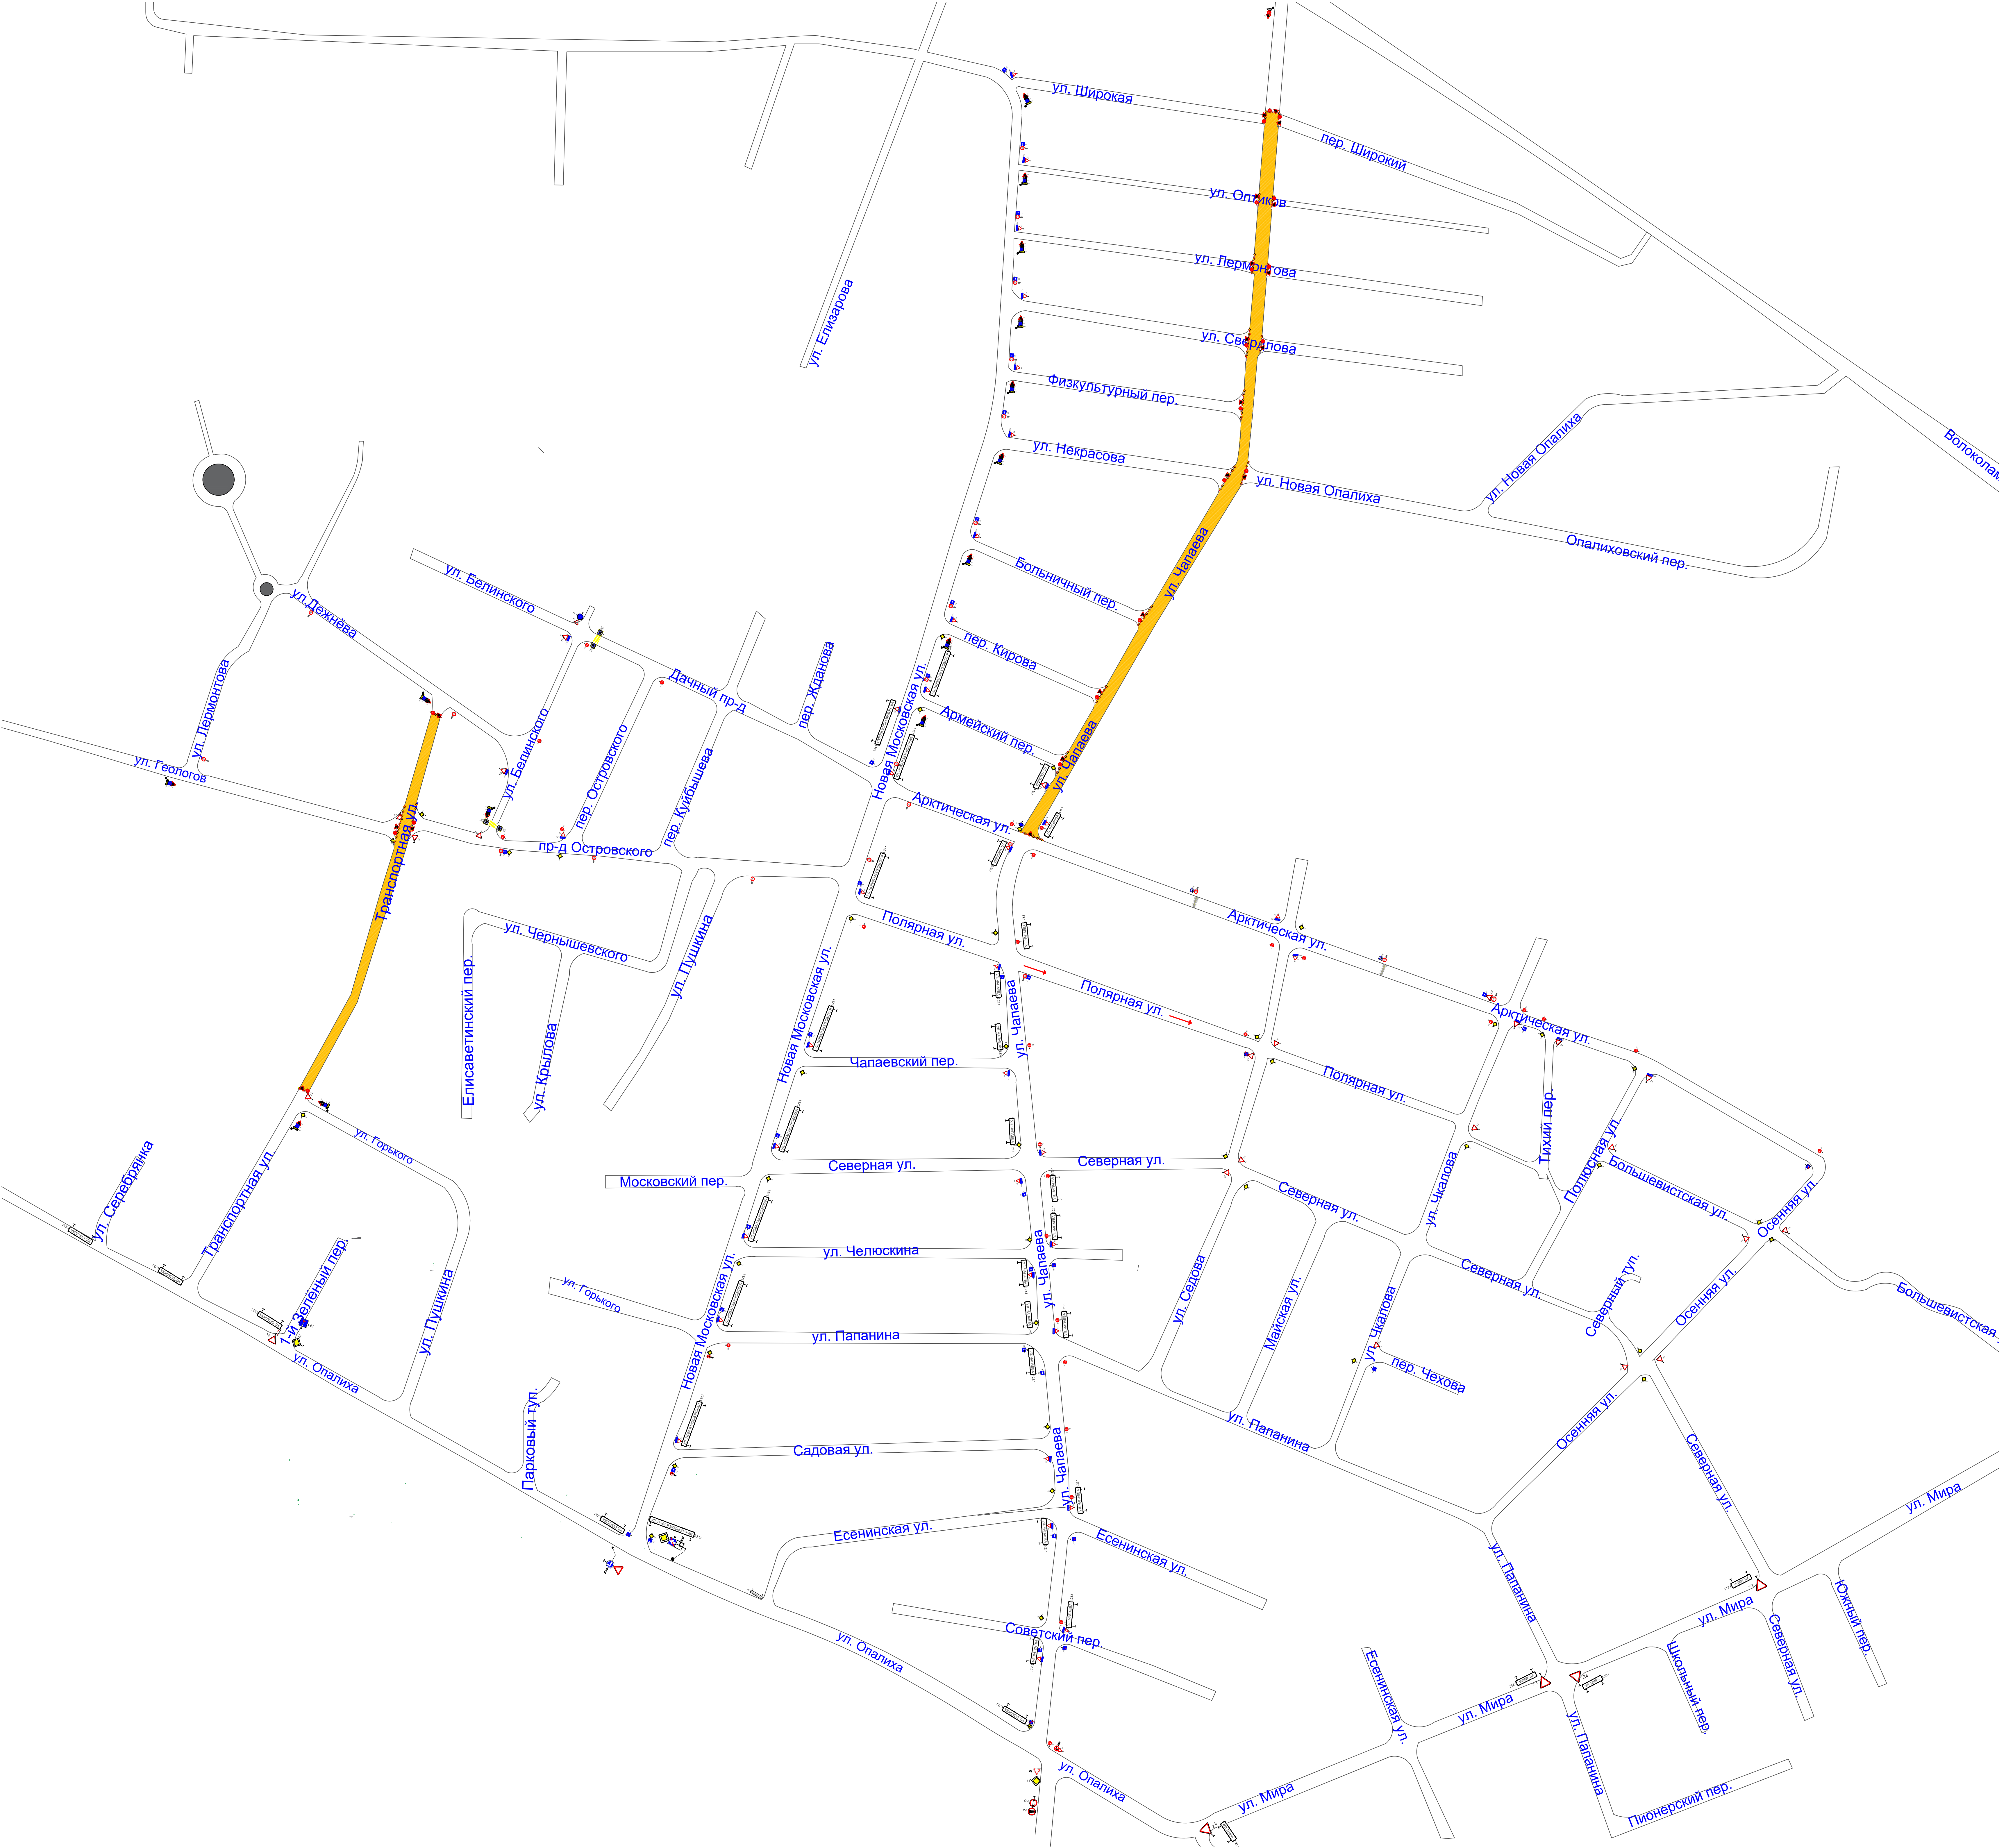 ул. Широкая
пер. Широкий
ул. Оптиков
ул. Лермонтова
ул. Елизарова
ул. Свердлова
Физкультурный пер.
ул. Некрасова
ул. Новая Опалиха
ул. Новая Опалиха
Опалиховский пер.
ул. Чапаева
Больничный пер.
пер. Кирова
Армейский пер.
ул. Чапаева
Новая Московская ул.
Арктическая ул.
ул. Белинского
ул.Дежнёва
ул. Лермонтова
ул. Геологов
Дачный пр-д
пер. Жданова
ул. Белинского
пер. Островского
пер. Куйбышева
пр-д Островского
Транспортная ул.
ул. Чернышевского
Елисаветинский пер.
ул. Крылова
ул. Пушкина
Полярная ул.
Арктическая ул.
Полярная ул.
Новая Московская ул.
ул. Чапаева
Чапаевский пер.
Арктическая ул.
Полярная ул.
Тихий пер.
Полюсная ул.
Большевистская ул.
Осенняя ул.
ул. Горького
ул. Серебрянка
Транспортная ул.
1-й Зелёный пер.
ул. Пушкина
ул. Опалиха
Московский пер.
Северная ул.
Северная ул.
Северная ул.
ул. Чкалова
Северная ул.
Северный туп.
Осенняя ул.
Большевистская
ул. Челюскина
ул. Чапаева
ул. Седова
Майская ул.
ул. Чкалова
пер. Чехова
ул. Горького
Новая Московская ул.
ул. Папанина
ул. Папанина
Осенняя ул.
Северная ул.
Парковый туп.
Садовая ул.
ул. Чапаева
ул.
Есенинская ул.
Есенинская ул.
ул. Папанина
ул. Мира
ул. Мира
Южный пер.
Северная ул.
Школьный пер.
Советский пер.
ул. Опалиха
Есенинская ул.
ул. Мира
ул. Папанина
ул. Опалиха
ул. Мира
Пионерский пер.